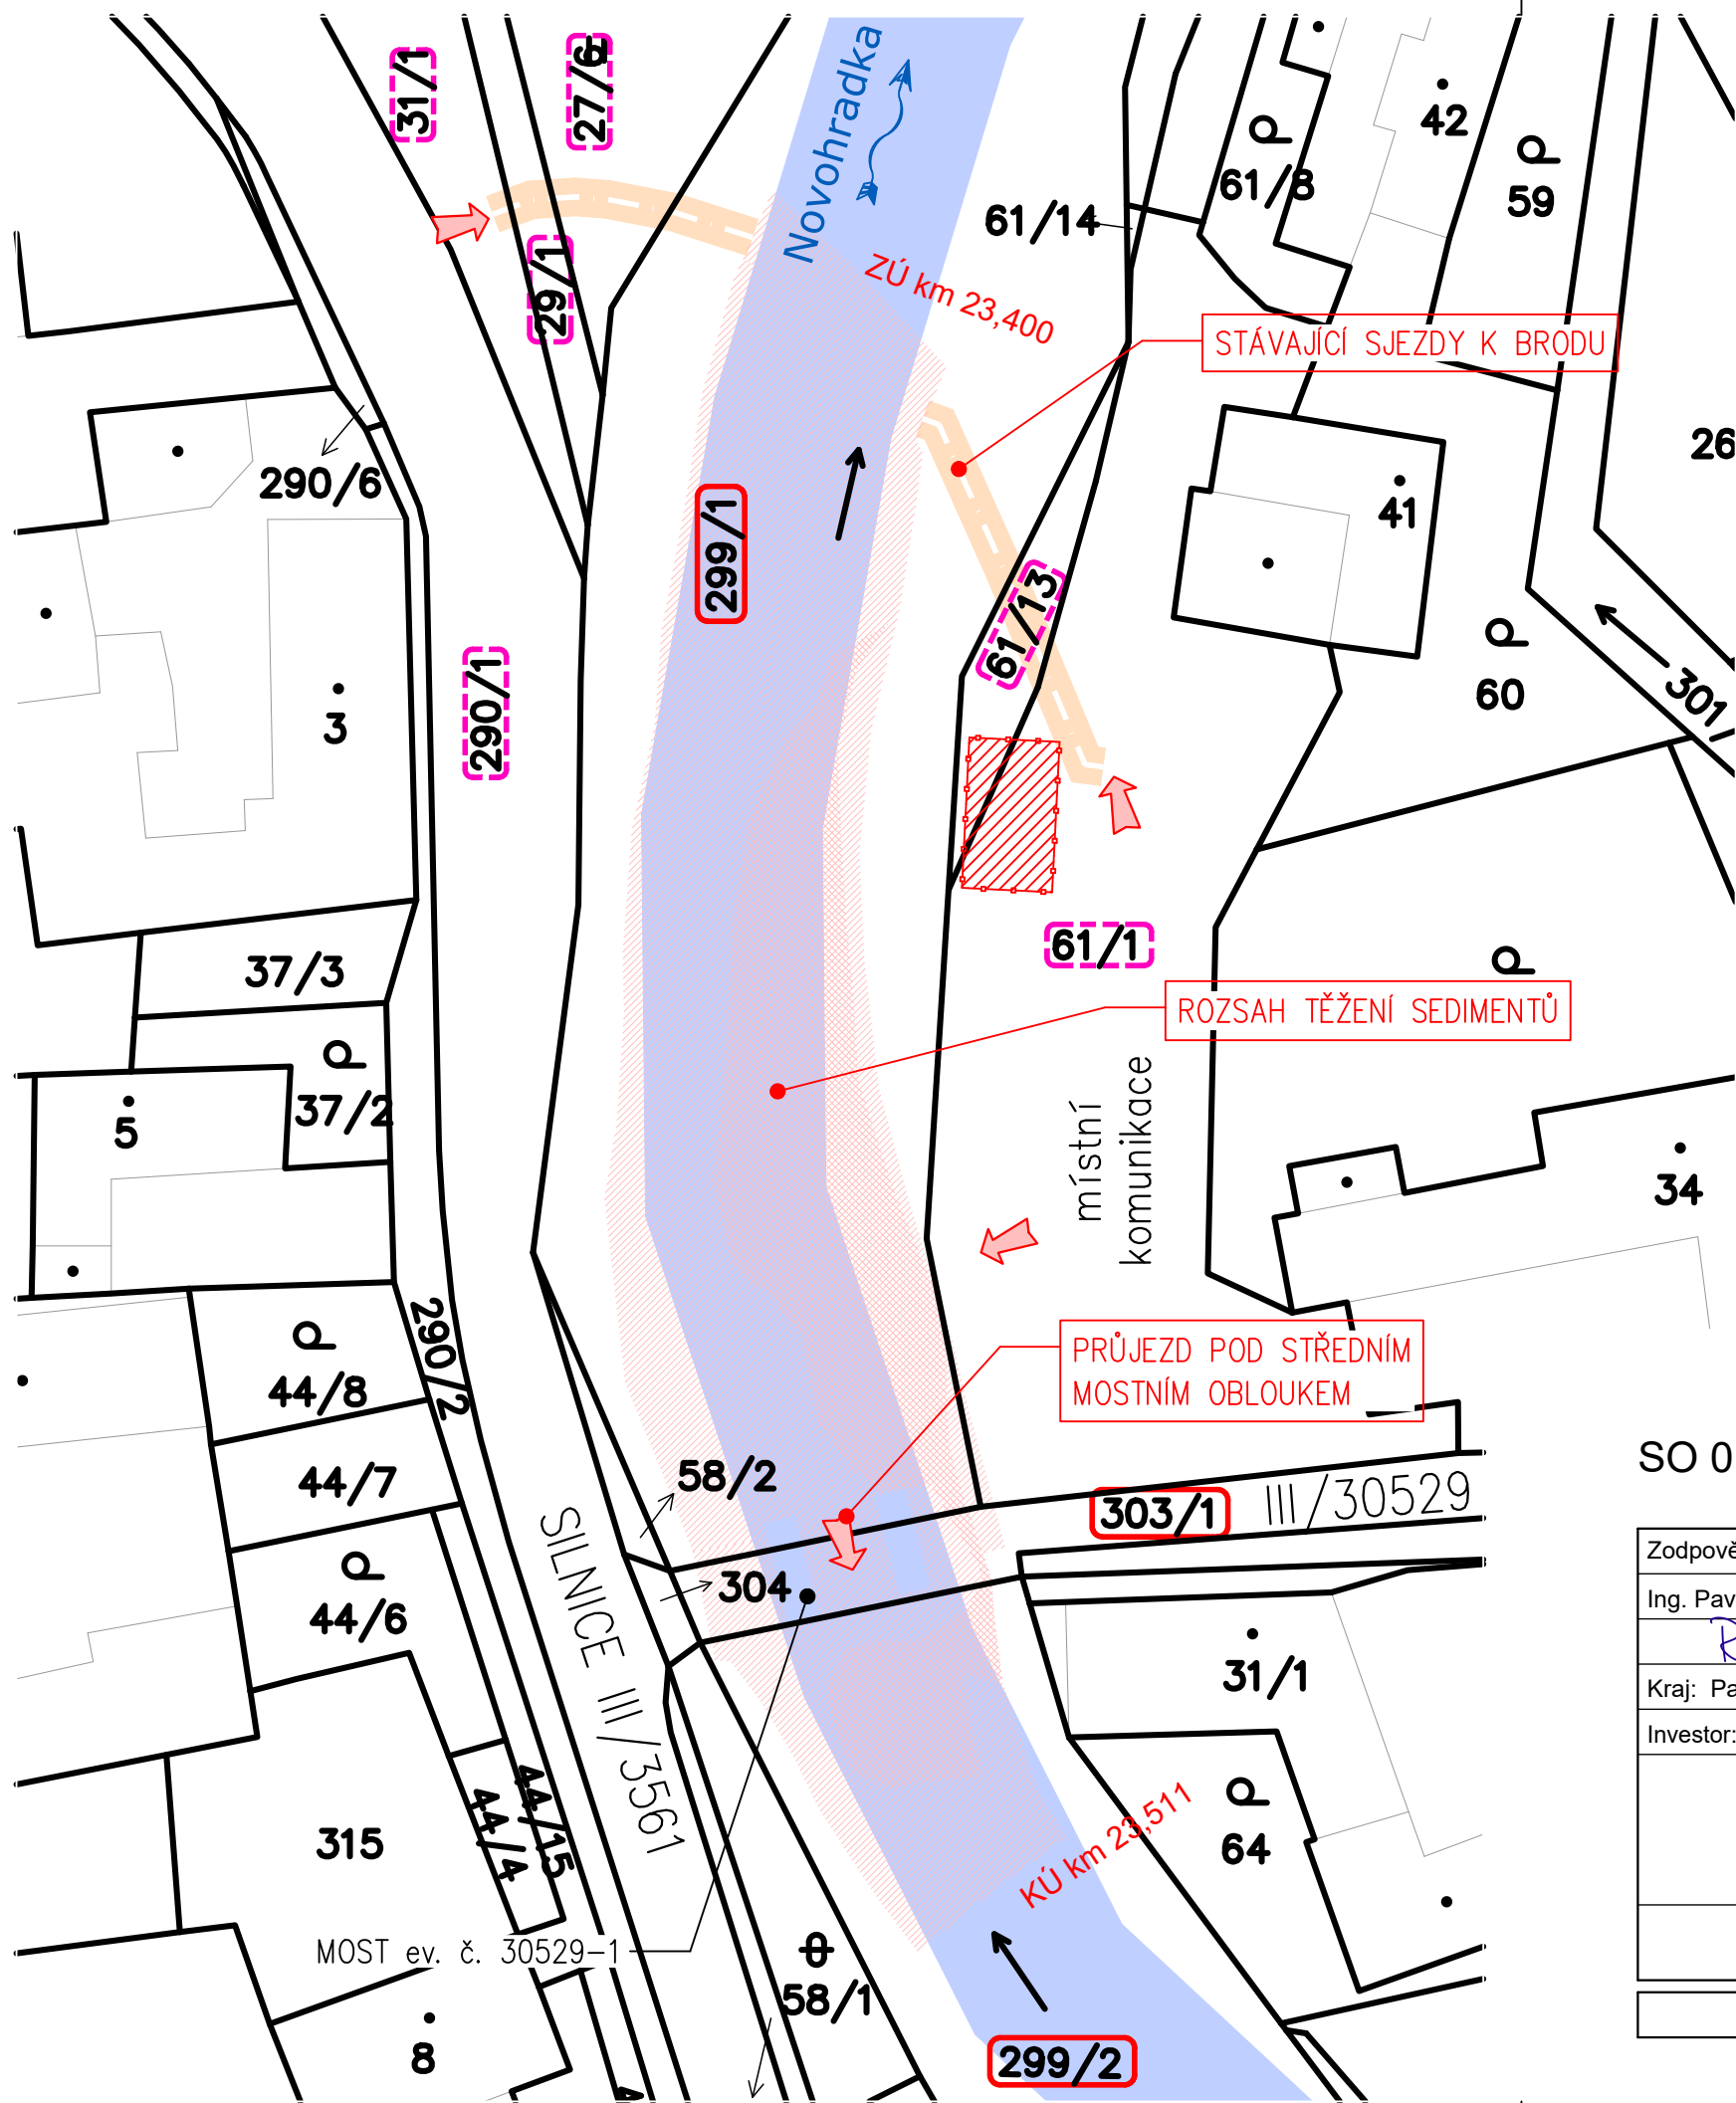 31/1
27/6
Novohradka
42
61/8
59
61/14
29/1
ZÚ km 23,400
STÁVAJÍCÍ SJEZDY K BRODU
26
290/6
41
299/1
61/13
290/1
60
301/
3
61/1
37/3
ROZSAH TĚŽENÍ SEDIMENTŮ
37/2
5
místní
komunikace
34
290/2
44/8
PRŮJEZD POD STŘEDNÍM
MOSTNÍM OBLOUKEM
44/7
58/2
303/1
III/30529
SO 0
Zodpově
304
44/6
Ing. Pav
SILNICE III/3561
31/1
Kraj: Pa
Investor:
44/15
44/4
315
KÚ km 23,511
64
MOST ev. č. 30529-1
58/1
8
299/2